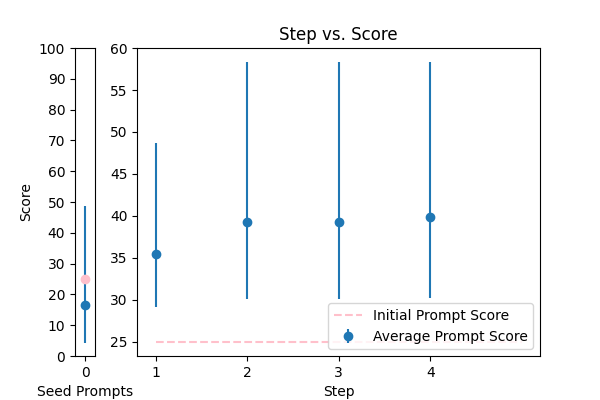 Step vs. Score
Score
100
90
80
70
60
50
40
30
20
10
0
0
Seed Prompts
60
55
50
45
40
35
30
25
1 2 3 4
Step
Initial Prompt Score
Average Prompt Score